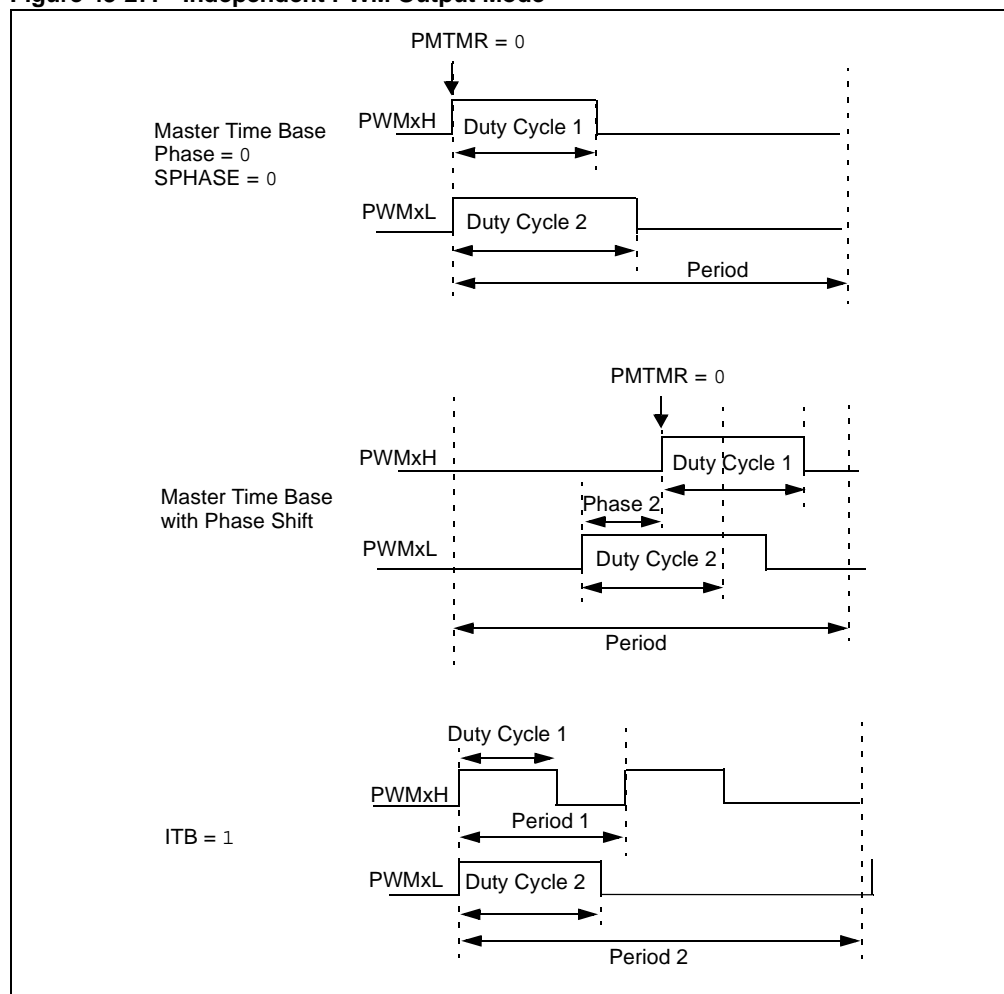 PMTMR = 0
PWMxH
Duty Cycle 1
Master Time Base
Phase = 0
SPHASE = 0
PWMxL
Duty Cycle 2
Period
PMTMR = 0
PWMxH
Duty Cycle 1
Master Time Base
with Phase Shift
Phase 2
PWMxL
Duty Cycle 2
Period
Duty Cycle 1
PWMxH
Period 1
ITB = 1
PWMxL
Duty Cycle 2
Period 2